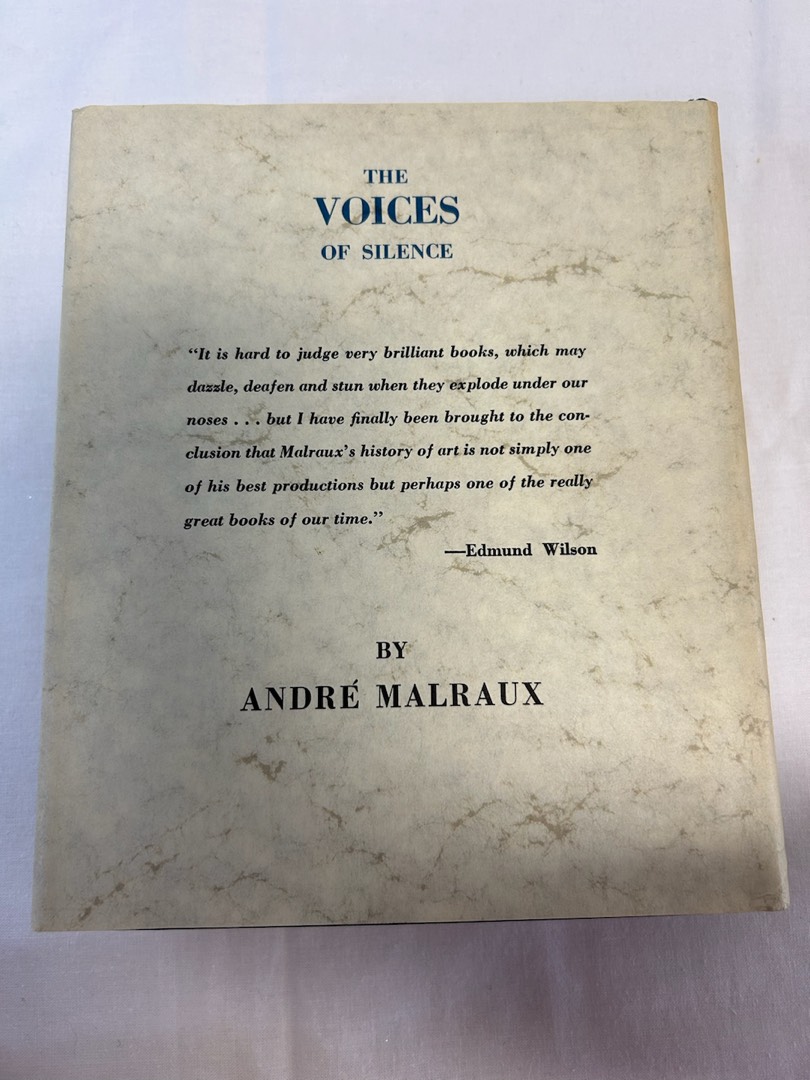 THE
VOICES
OF SILENCE
“It is hard to judge very brilliant books, which may
dazzle, deafen and stun when they explode under our
noses . . . but I have finally been brought to the con-
clusion that Malraux’s history of art is not simply one
of his best productions but perhaps one of the really
great books of our time.”
—Edmund Wilson
BY
ANDRÉ MALRAUX